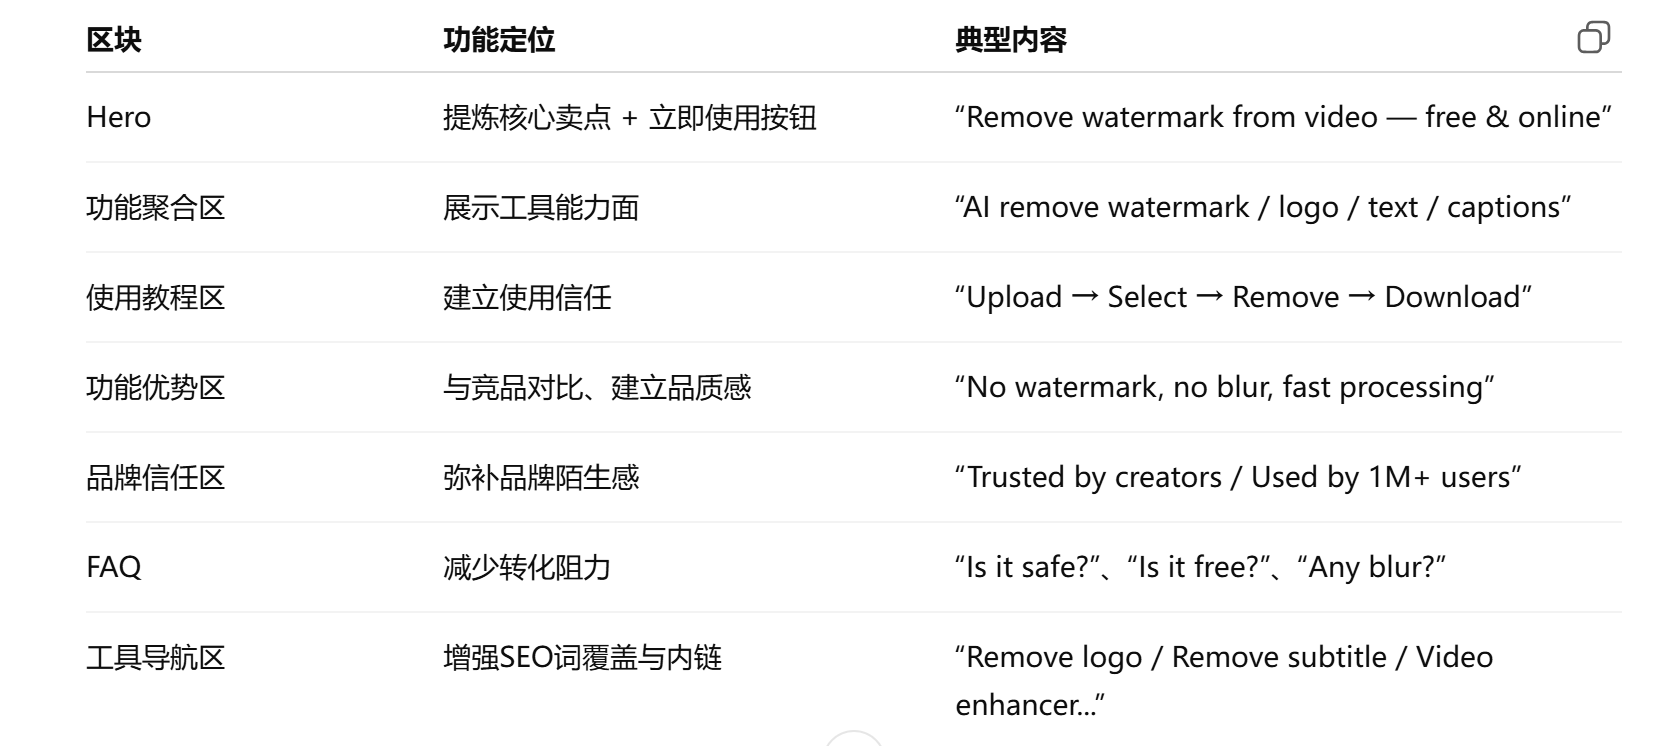 区块 功能定位 典型内容
Hero 提炼核心卖点 + 立即使用按钮 “Remove watermark from video — free & online”
功能聚合区 展示工具能力面 “AI remove watermark / logo / text / captions”
使用教程区 建立使用信任 “Upload → Select → Remove → Download”
功能优势区 与竞品对比、建立品质感 “No watermark, no blur, fast processing”
品牌信任区 弥补品牌陌生感 “Trusted by creators / Used by 1M+ users”
FAQ 减少转化阻力 “Is it safe?”、“Is it free?”、“Any blur?”
工具导航区 增强SEO词覆盖与内链 “Remove logo / Remove subtitle / Video
enhancer...”